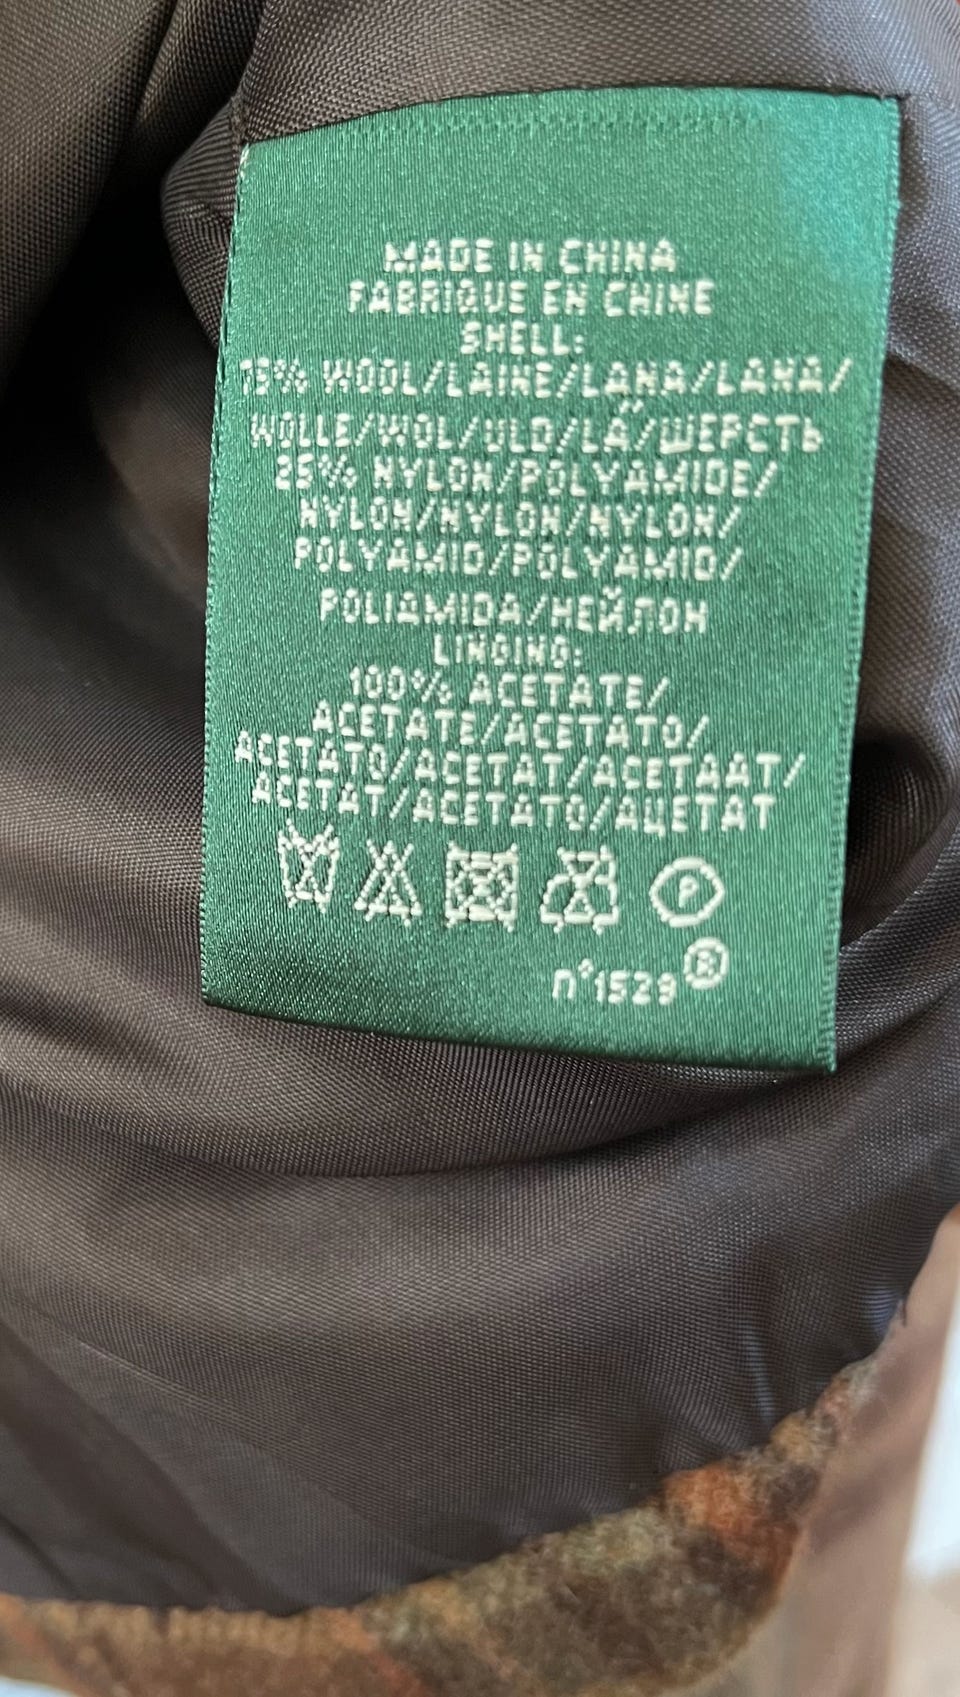 MADE IN CHINA
FABRIQUE EN CHINE
SHELL:
75% WOOL/LAINE/LANA/LANA/
WOLLE/WOL/ULD/LÃ/ШЕРСТЬ
25% NYLON/POLYAMIDE/
NYLON/NYLON/NYLON/
POLYAMID/POLYAMID/
POLIAMIDA/НЕЙЛОН
LINGING:
100% ACETATE/
ACETATE/ACETATO/
ACETATO/ACETAT/ACETAAT/
ACETAT/ACETATO/АЦЕТАТ
P
n°1529®